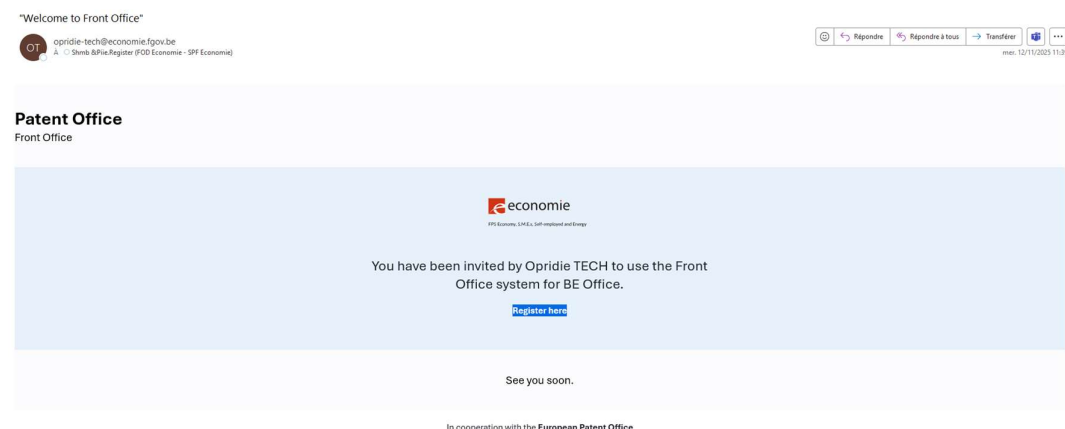 "Welcome to Front Office"
OT
opridie-tech@economie.fgov.be
Shmb &Piie.Register (FOD Economie - SPF Economie)
Répondre
Répondre à tous
Transférer
mer. 12/11/2025 11:3
Patent Office
Front Office
economie
FPS Economy, S.M.E.s, Self-employed and Energy
You have been invited by Opridie TECH to use the Front
Office system for BE Office.
Register here
See you soon.
In cooperation with the European Patent Office